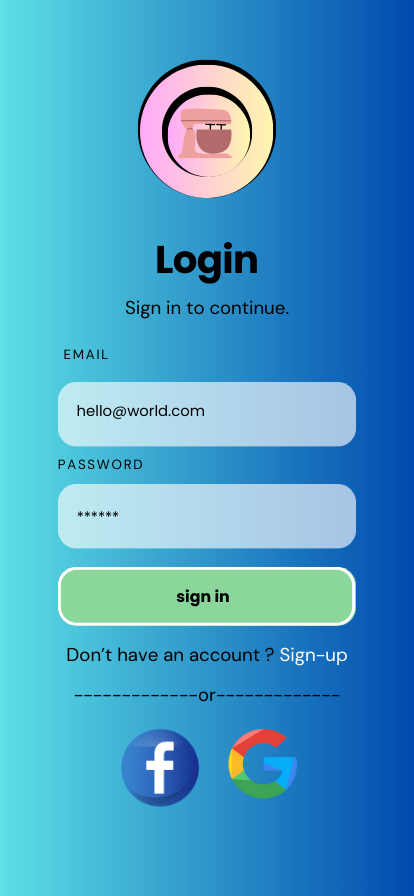 Login
Sign in to continue.
EMAIL
hello@world.com
PASSWORD
******
sign in
Don't have an account ? Sign-up
-------------or-------------
f
G